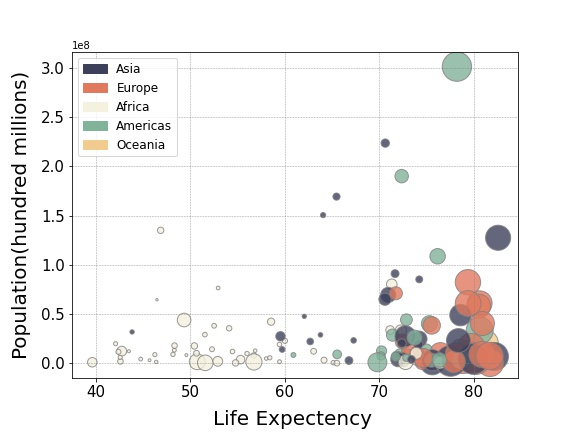 1e8
3.0
2.5
2.0
1.5
1.0
0.5
0.0
Population(hundred millions)
Asia
Europe
Africa
Americas
Oceania
40
50
60
70
80
Life Expectency